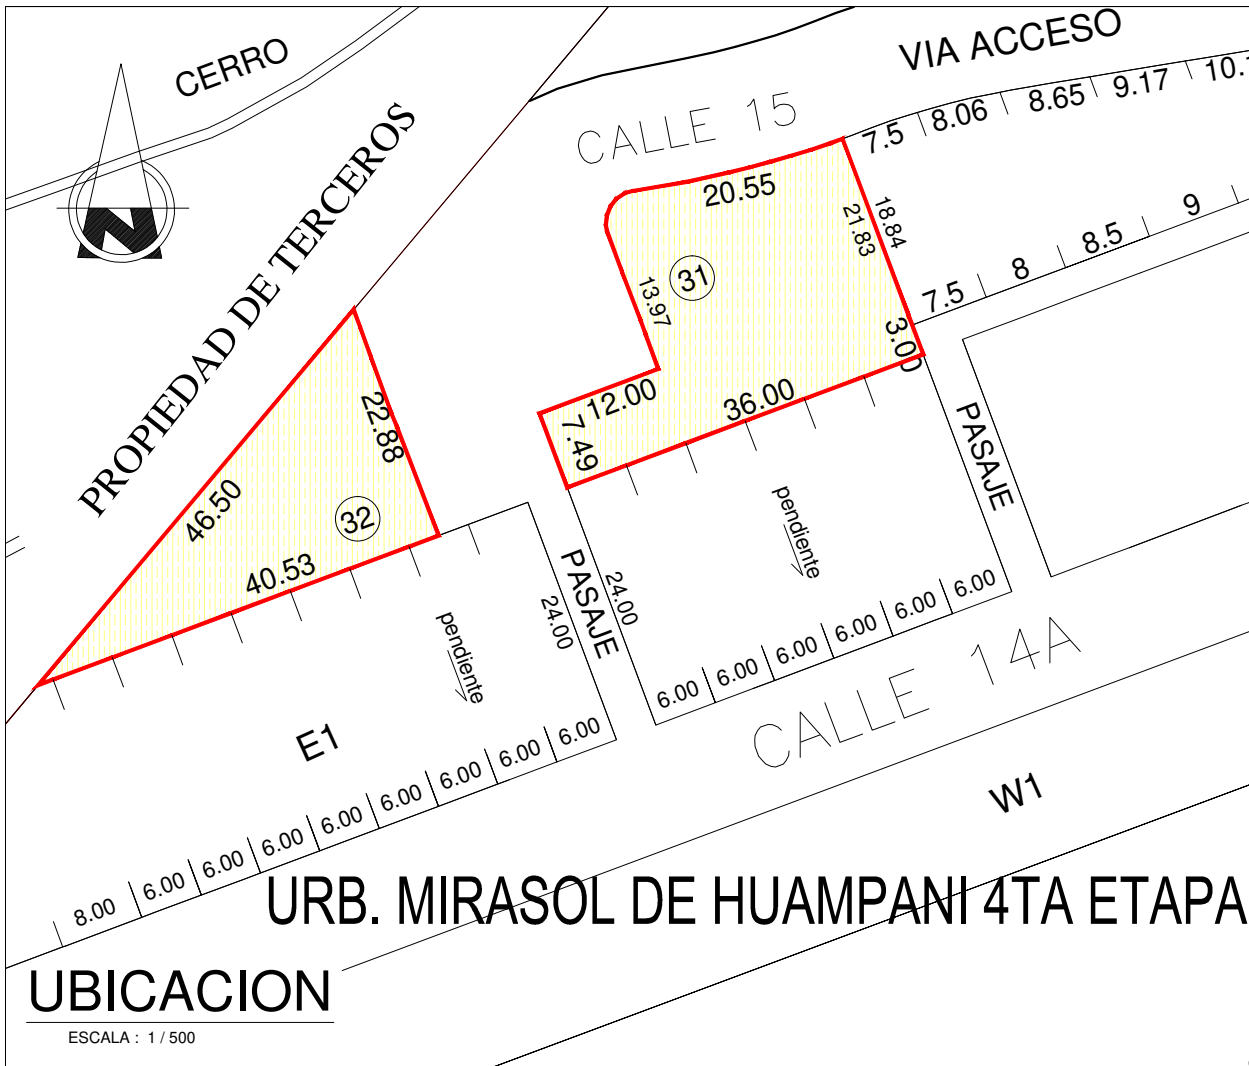 CERRO
VIA ACCESO
CALLE 15
PROPIEDAD DE TERCEROS
7.5
8.06
8.65
9.17
20.55
18.84
21.83
13.97
31
7.5
8
8.5
9
3.00
12.00
36.00
7.49
22.88
46.50
32
40.53
N
PASAJE
pendiente
PASAJE
24.00
24.00
pendiente
6.00
6.00
6.00
6.00
6.00
6.00
CALLE 14A
E1
W1
8.00
6.00
6.00
6.00
6.00
6.00
6.00
6.00
6.00
URB. MIRASOL DE HUAMPANI 4TA ETAPA
UBICACION
ESCALA : 1 / 500